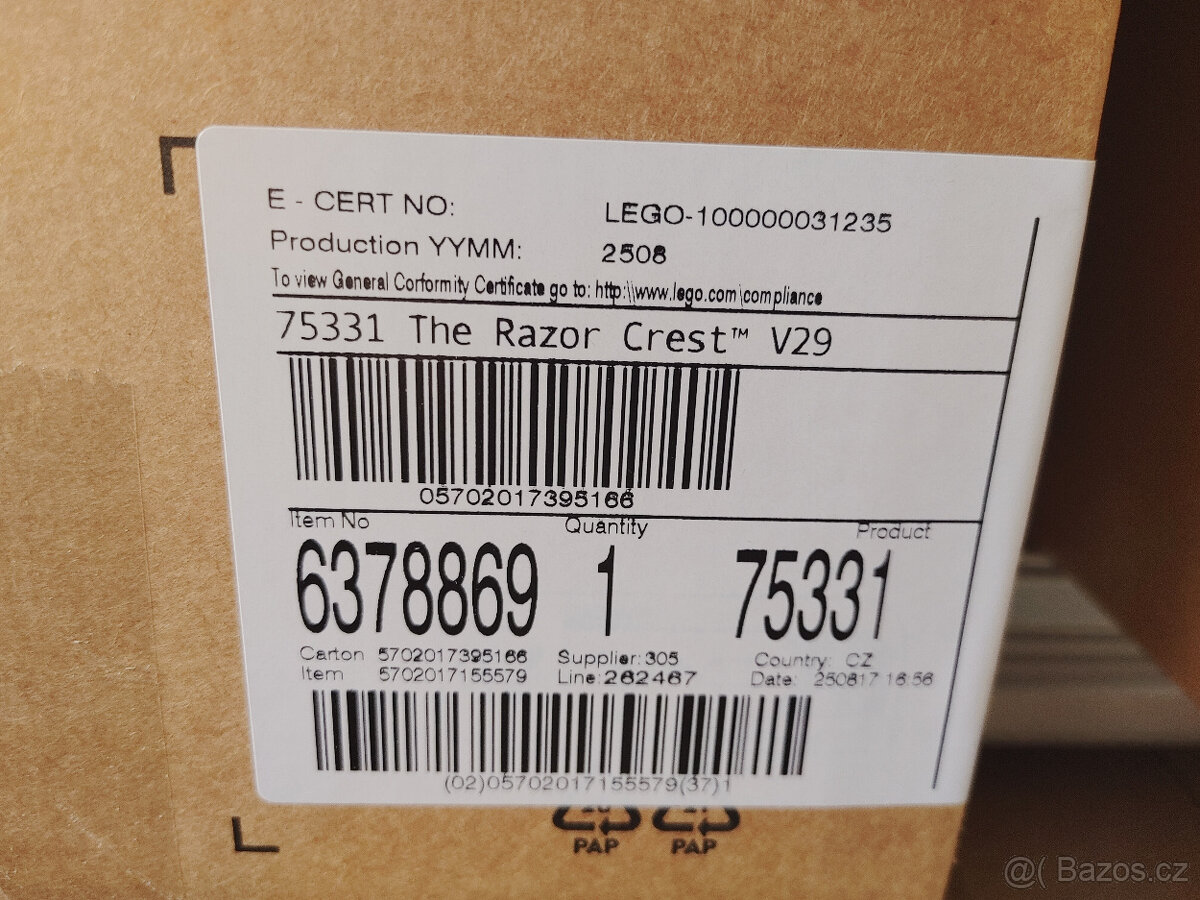 E - CERT NO: LEGO-100000031235
Production YYMM: 2508
To view General Corformity Certificate go to: http:\\www.lego.com\compliance
75331 The Razor Crest™ V29
05702017395166
Item No Quantity Product
6378869 1 75331
Carton 5702017395166 Supplier: 305 Country: CZ
Item 5702017155579 Line: 262467 Date: 250817 16:56
(02)05702017155579(37)1
PAP PAP
@( Bazos.cz